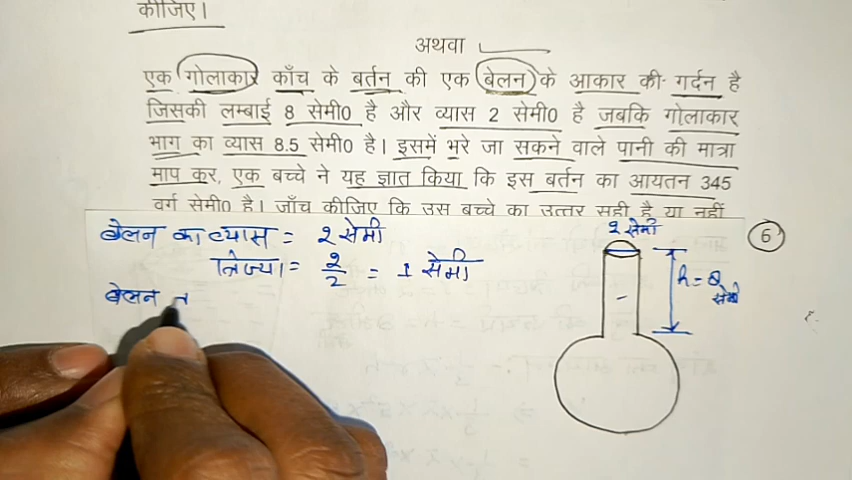 कीजिए।
अथवा
एक गोलाकार काँच के बर्तन की एक बेलन के आकार की गर्दन है
जिसकी लम्बाई 8 सेमी0 है और व्यास 2 सेमी0 है जबकि गोलाकार
भाग का व्यास 8.5 सेमी0 है। इसमें भरे जा सकने वाले पानी की मात्रा
माप कर, एक बच्चे ने यह ज्ञात किया कि इस बर्तन का आयतन 345
वर्ग सेमी0 है। जाँच कीजिए कि उस बच्चे का उत्तर सही है या नहीं
बेलन का व्यास = 2 सेमी
त्रिज्या = 2/2 = 1 सेमी
बेलन
2 सेमी
6
h = 8
सेमी